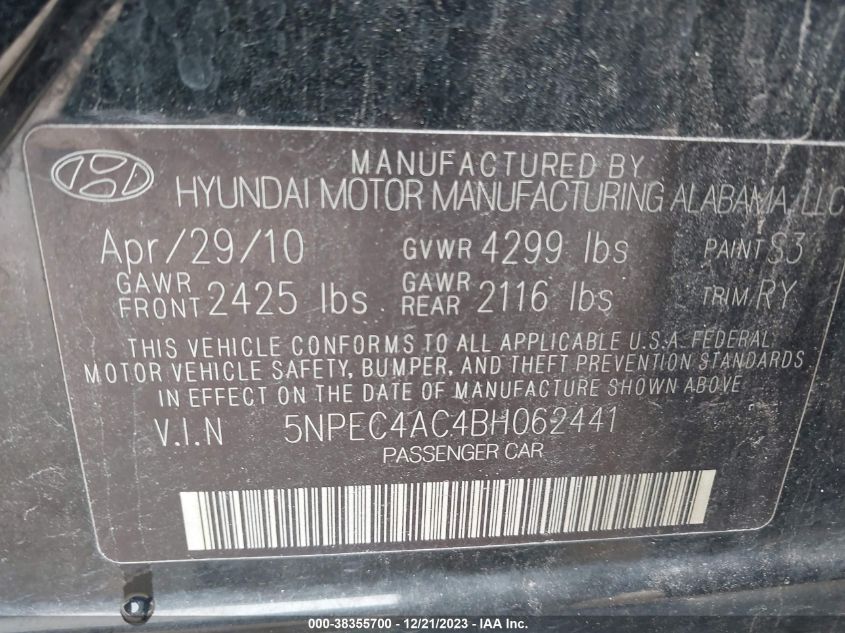 MANUFACTURED BY
HYUNDAI MOTOR MANUFACTURING ALABAMA, LLC
Apr/29/10 GVWR 4299 lbs PAINT S3
GAWR FRONT 2425 lbs GAWR REAR 2116 lbs TRIM RY
THIS VEHICLE CONFORMS TO ALL APPLICABLE U.S.A. FEDERAL
MOTOR VEHICLE SAFETY, BUMPER, AND THEFT PREVENTION STANDARDS
IN EFFECT ON THE DATE OF MANUFACTURE SHOWN ABOVE
V.I.N 5NPEC4AC4BH062441
PASSENGER CAR
000-38355700 - 12/21/2023 - IAA Inc.